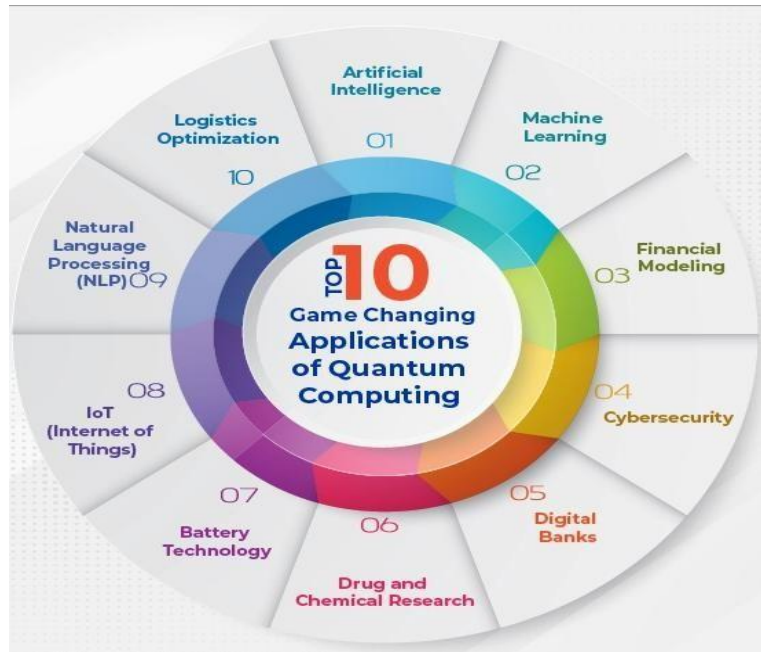 TOP 10
Game Changing
Applications
of Quantum
Computing
Artificial
Intelligence
01
Machine
Learning
02
Financial
Modeling
03
04
Cybersecurity
05
Digital
Banks
06
Drug and
Chemical Research
07
Battery
Technology
08
IoT
(Internet of
Things)
Natural
Language
Processing
(NLP) 09
Logistics
Optimization
10